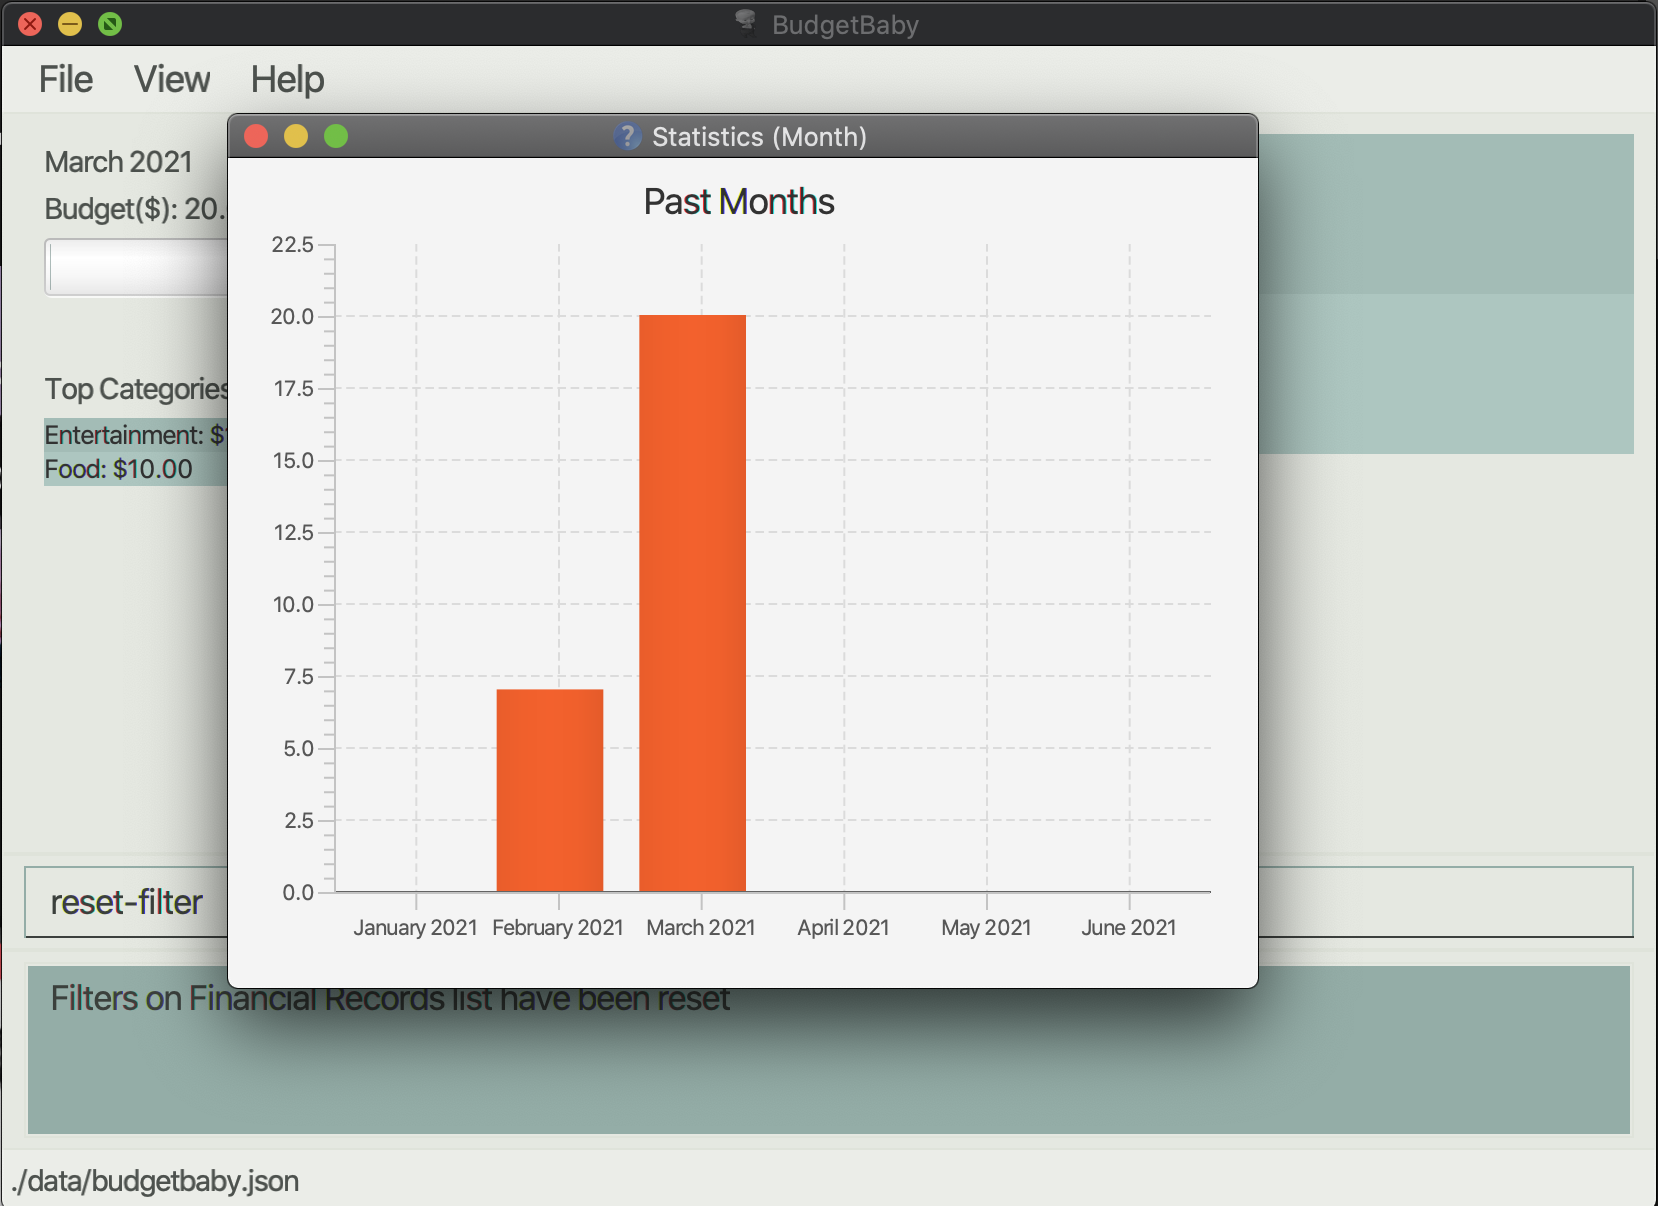 BudgetBaby
File View Help
March 2021
Budget($): 20.
Top Categories
Entertainment: $
Food: $10.00
? Statistics (Month)
Past Months
22.5
20.0
17.5
15.0
12.5
10.0
7.5
5.0
2.5
0.0
January 2021 February 2021 March 2021 April 2021 May 2021 June 2021
reset-filter
Filters on Financial Records list have been reset
./data/budgetbaby.json